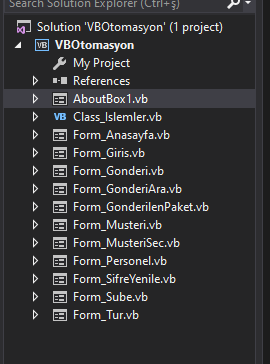 Search Solution Explorer (Ctrl+ş)
Solution 'VBOtomasyon' (1 project)
VB VBOtomasyon
My Project
References
AboutBox1.vb
VB Class_Islemler.vb
Form_Anasayfa.vb
Form_Giris.vb
Form_Gonderi.vb
Form_GonderiAra.vb
Form_GonderilenPaket.vb
Form_Musteri.vb
Form_MusteriSec.vb
Form_Personel.vb
Form_SifreYenile.vb
Form_Sube.vb
Form_Tur.vb